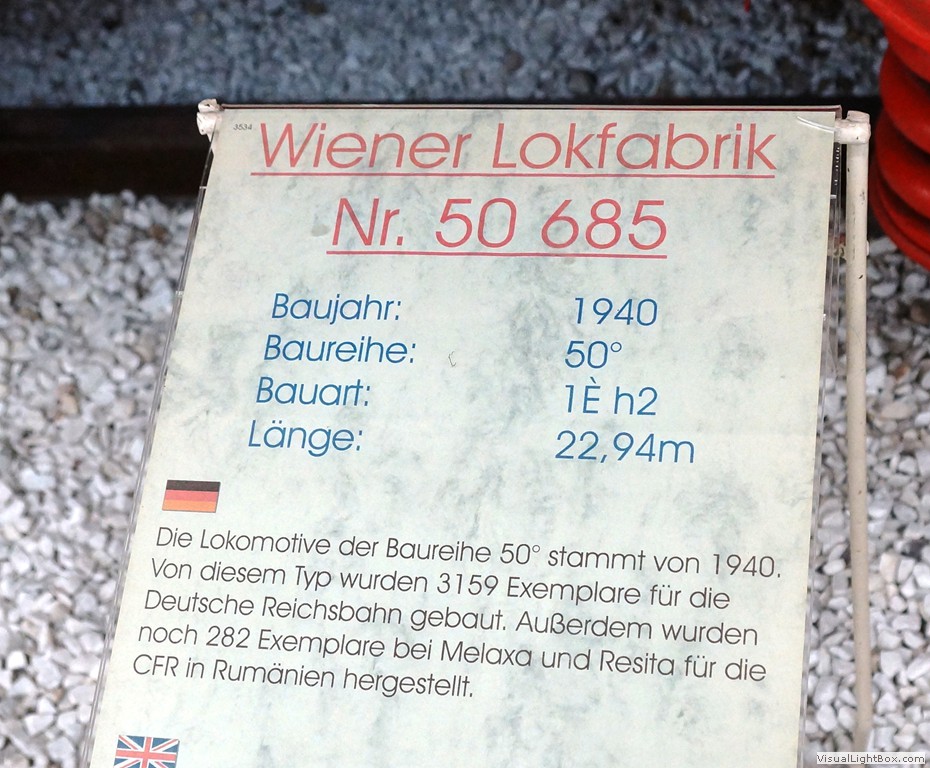 3534
Wiener Lokfabrik
Nr. 50 685
Baujahr: 1940
Baureihe: 50°
Bauart: 1È h2
Länge: 22,94m
Die Lokomotive der Baureihe 50° stammt von 1940.
Von diesem Typ wurden 3159 Exemplare für die
Deutsche Reichsbahn gebaut. Außerdem wurden
noch 282 Exemplare bei Melaxa und Resita für die
CFR in Rumänien hergestellt.
VisualLightBox.com